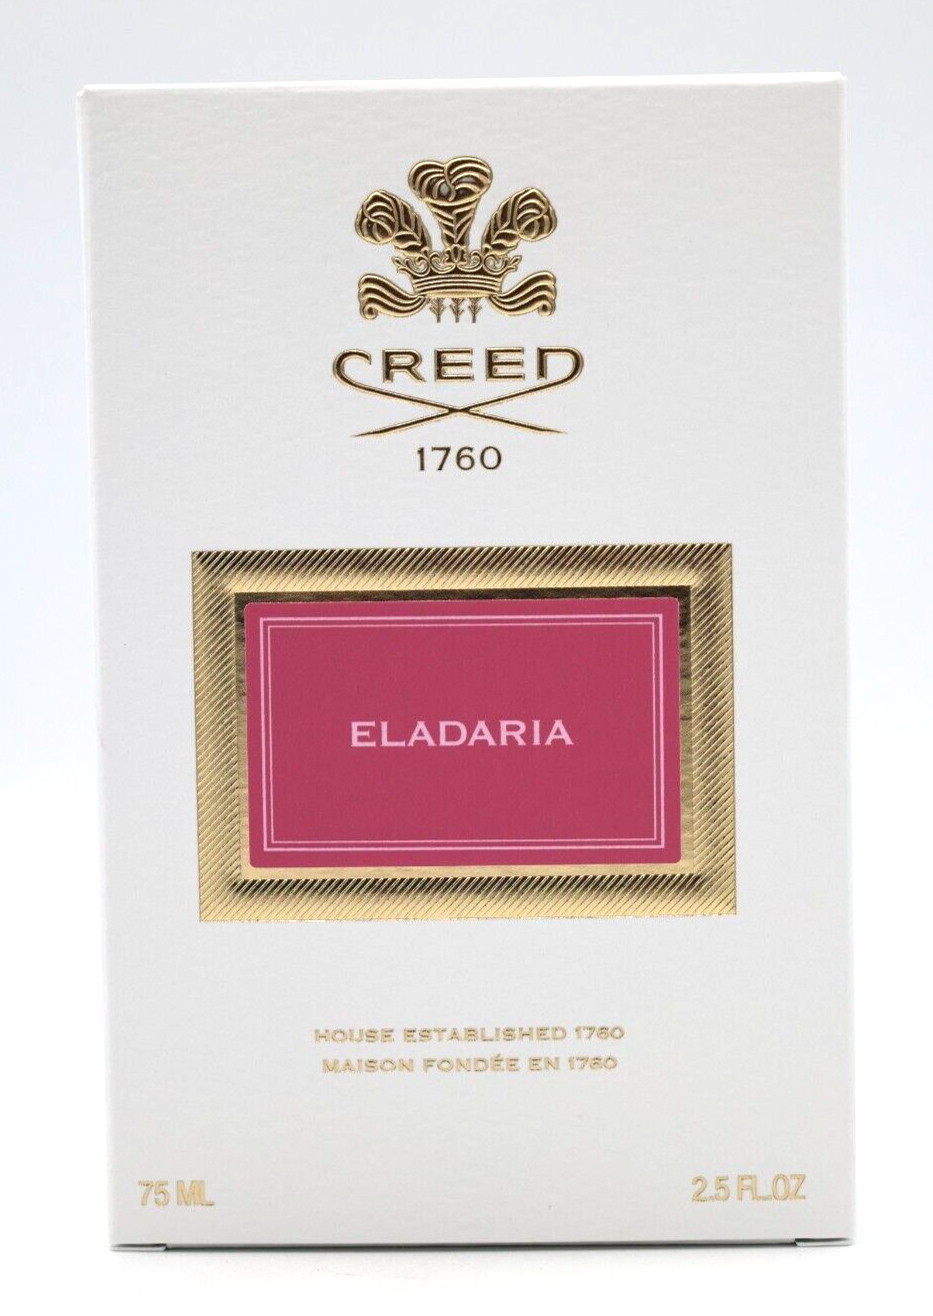 CREED
1760
ELADARIA
HOUSE ESTABLISHED 1760
MAISON FONDÉE EN 1760
75 ML
2.5 FL.OZ